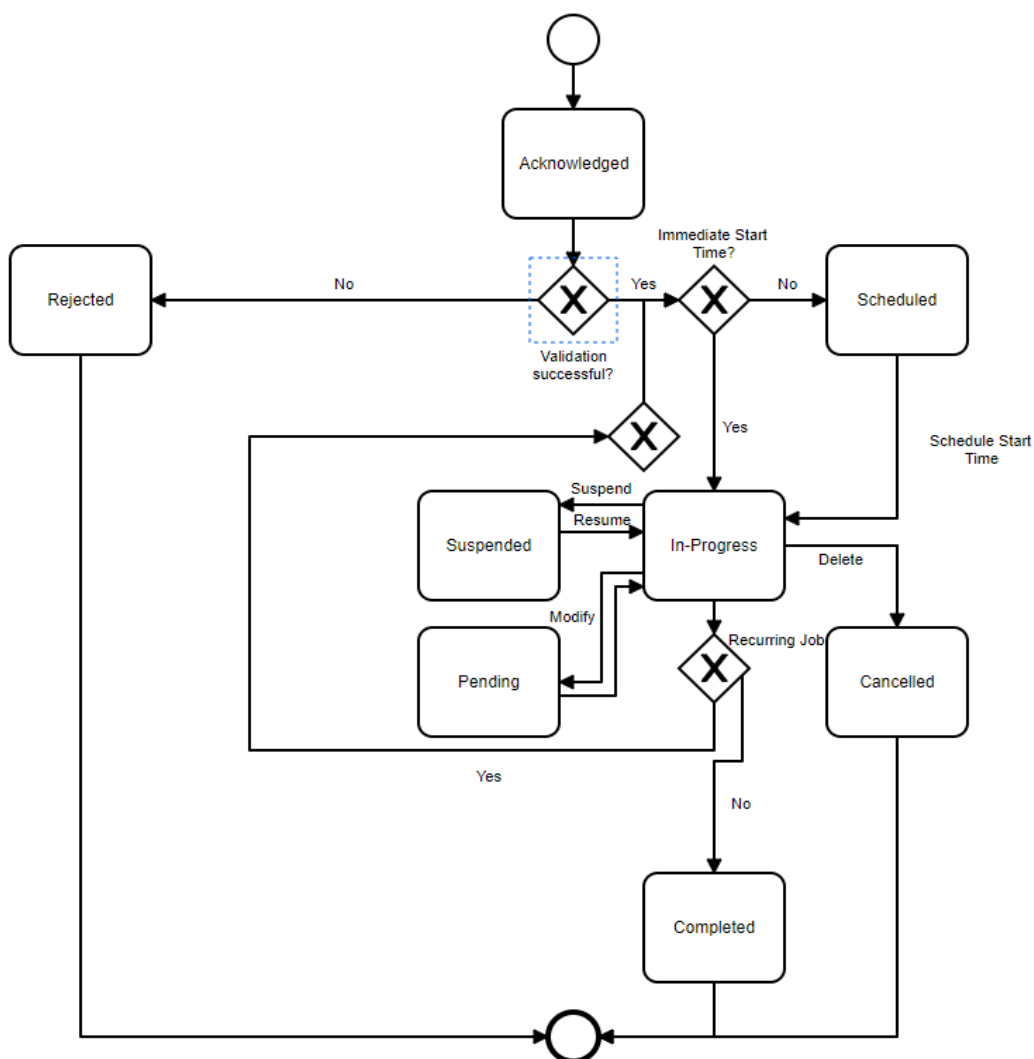 Acknowledged
Immediate Start
Time?
Rejected
No
X
Yes
X
No
Scheduled
Validation
successful?
X
Yes
Schedule Start
Time
Suspend
Suspended
Resume
In-Progress
Delete
Modify
Recurring Job
Pending
X
Cancelled
Yes
No
Completed